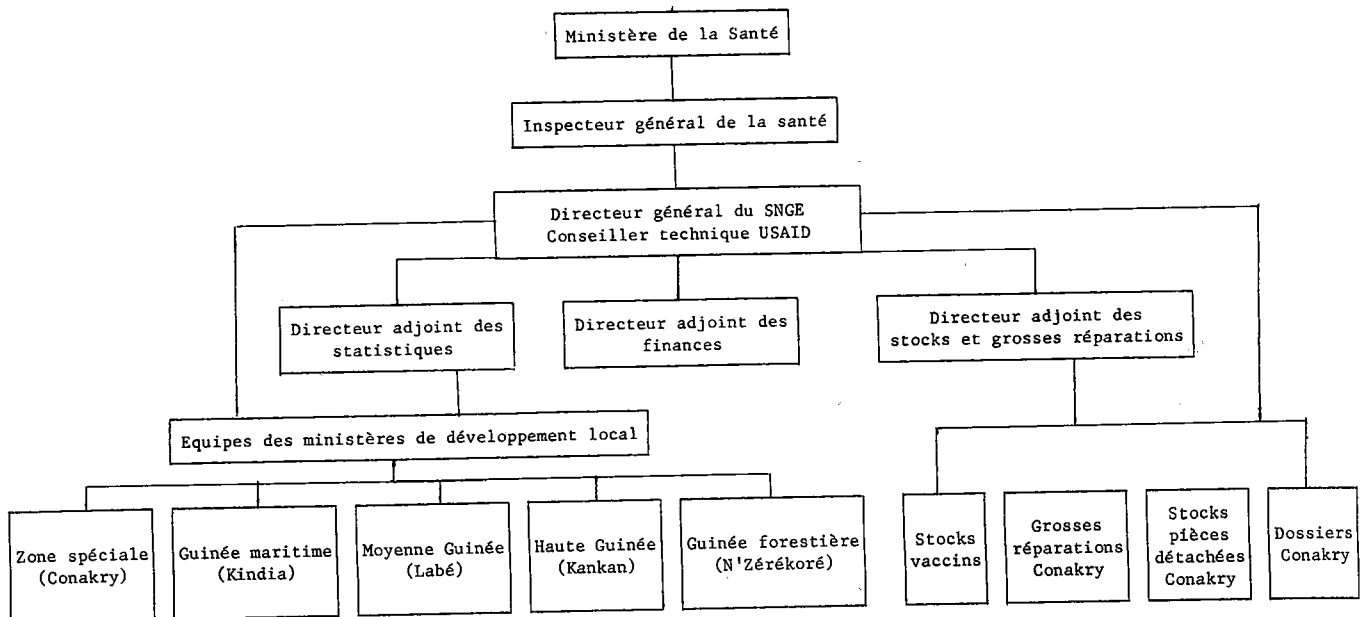 Ministère de la Santé
Inspecteur général de la santé
Directeur général du SNGE
Conseiller technique USAID
Directeur adjoint des
statistiques
Directeur adjoint des
finances
Directeur adjoint des
stocks et grosses réparations
Equipes des ministères de développement local
Zone spéciale
(Conakry)
Guinée maritime
(Kindia)
Moyenne Guinée
(Labé)
Haute Guinée
(Kankan)
Guinée forestière
(N'Zérékoré)
Stocks
vaccins
Grosses
réparations
Conakry
Stocks
pièces
détachées
Conakry
Dossiers
Conakry